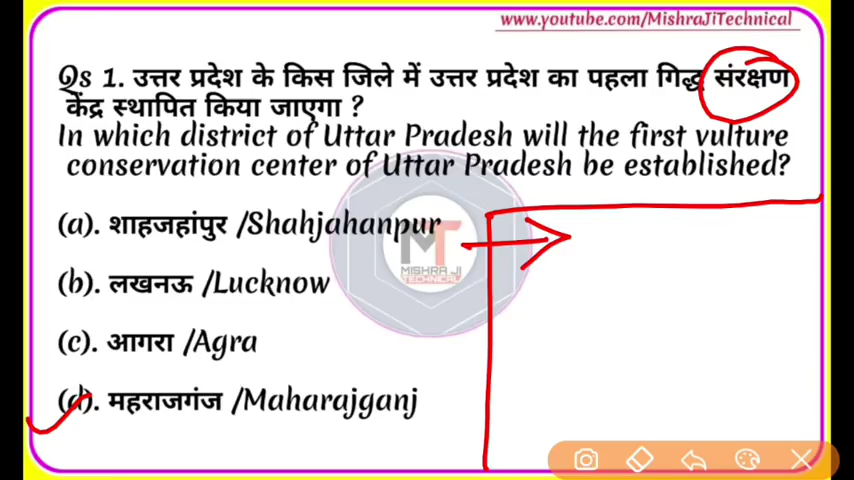 www.youtube.com/MishraJiTechnical
Qs 1. उत्तर प्रदेश के किस जिले में उत्तर प्रदेश का पहला गिद्ध संरक्षण
केंद्र स्थापित किया जाएगा ?
In which district of Uttar Pradesh will the first vulture
conservation center of Uttar Pradesh be established?
(a). शाहजहांपुर /Shahjahanpur
(b). लखनऊ /Lucknow
MT
MISHRA JI
TECHNICAL
(c). आगरा /Agra
(d). महराजगंज /Maharajganj